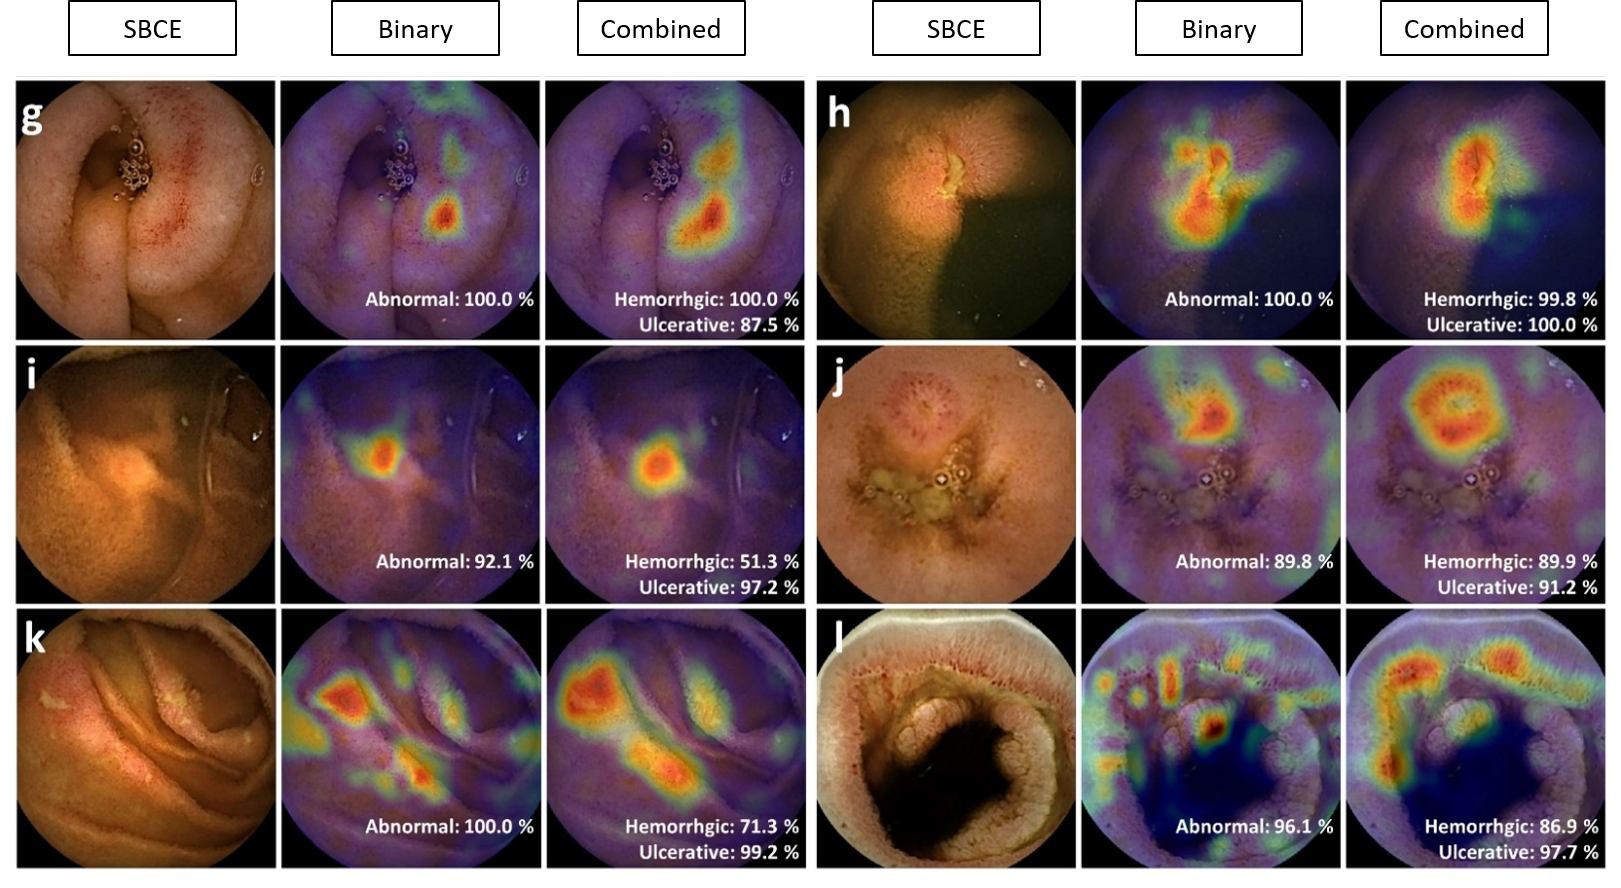 SBCE
Binary
Combined
SBCE
Binary
Combined
g
Abnormal: 100.0 %
Hemorrhgic: 100.0 %
Ulcerative: 87.5 %
h
Abnormal: 100.0 %
Hemorrhgic: 99.8 %
Ulcerative: 100.0 %
i
Abnormal: 92.1 %
Hemorrhgic: 51.3 %
Ulcerative: 97.2 %
j
Abnormal: 89.8 %
Hemorrhgic: 89.9 %
Ulcerative: 91.2 %
k
Abnormal: 100.0 %
Hemorrhgic: 71.3 %
Ulcerative: 99.2 %
l
Abnormal: 96.1 %
Hemorrhgic: 86.9 %
Ulcerative: 97.7 %